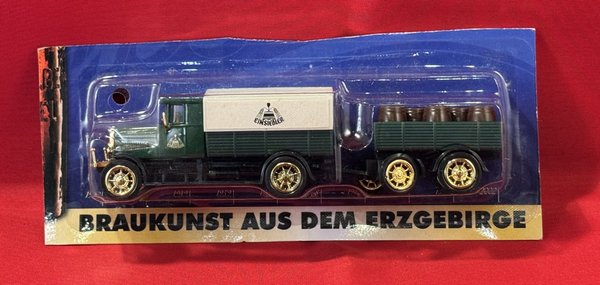 EINSIEDLER
BRAUKUNST AUS DEM ERZGEBIRGE